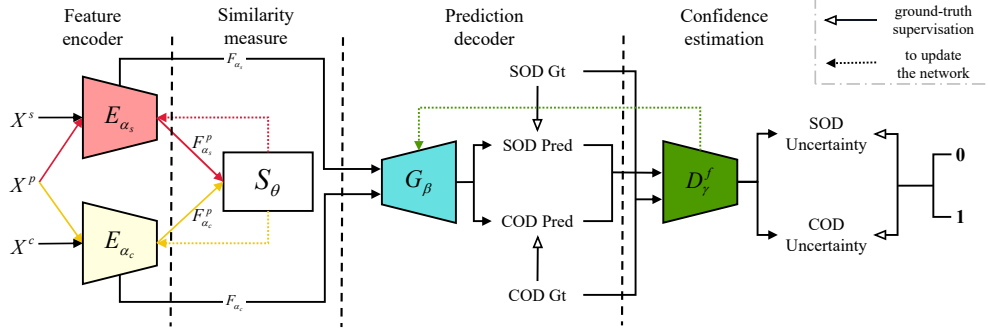 Feature
encoder
Similarity
measure
Prediction
decoder
Confidence
estimation
ground-truth
supervisation
to update
the network
F_{α_s}
SOD Gt
X^s
E_{α_s}
F^p_{α_s}
SOD Pred
SOD
Uncertainty
0
X^p
S_θ
G_β
D^f_γ
F^p_{α_c}
COD Pred
1
X^c
E_{α_c}
COD
Uncertainty
F_{α_c}
COD Gt